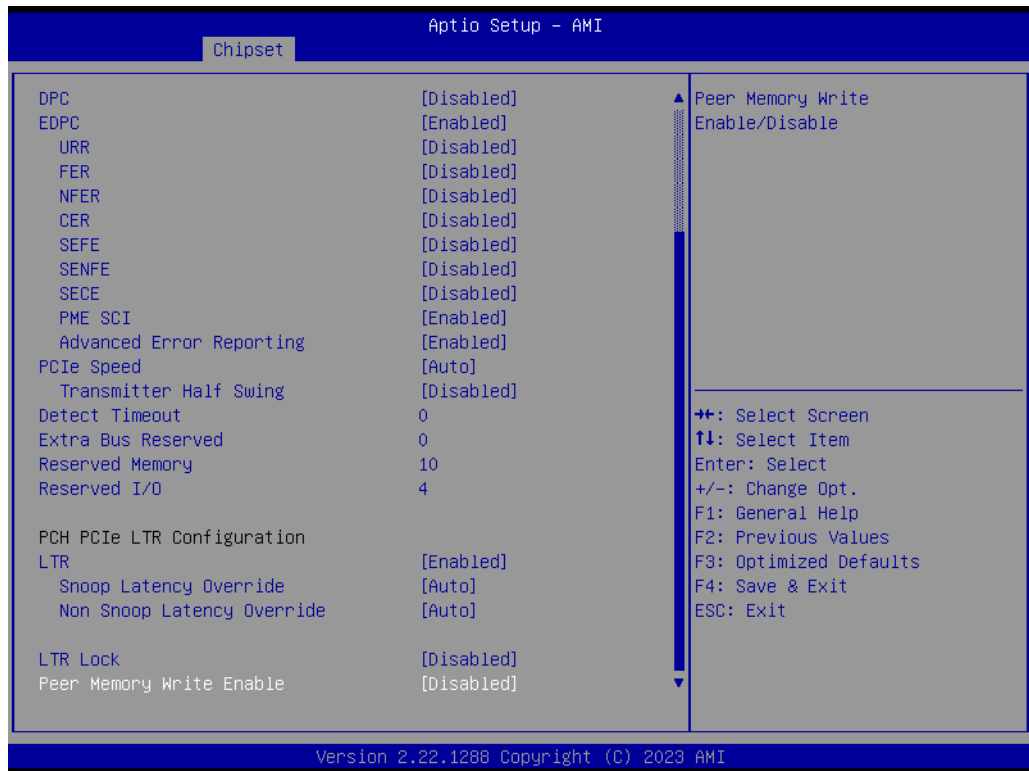 Aptio Setup – AMI
Chipset
DPC [Disabled]
EDPC [Enabled]
URR [Disabled]
FER [Disabled]
NFER [Disabled]
CER [Disabled]
SEFE [Disabled]
SENFE [Disabled]
SECE [Disabled]
PME SCI [Enabled]
Advanced Error Reporting [Enabled]
PCIe Speed [Auto]
Transmitter Half Swing [Disabled]
Detect Timeout 0
Extra Bus Reserved 0
Reserved Memory 10
Reserved I/O 4
PCH PCIe LTR Configuration
LTR [Enabled]
Snoop Latency Override [Auto]
Non Snoop Latency Override [Auto]
LTR Lock [Disabled]
Peer Memory Write Enable [Disabled]
Peer Memory Write
Enable/Disable
→←: Select Screen
↑↓: Select Item
Enter: Select
+/-: Change Opt.
F1: General Help
F2: Previous Values
F3: Optimized Defaults
F4: Save & Exit
ESC: Exit
Version 2.22.1288 Copyright (C) 2023 AMI